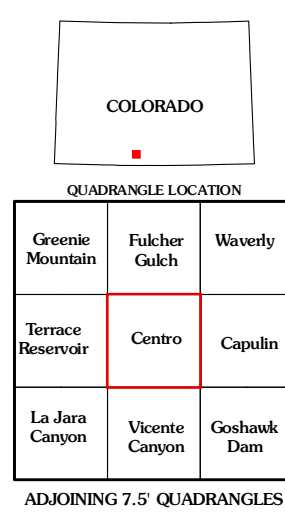 COLORADO
QUADRANGLE LOCATION
Greenie
Mountain
Fulcher
Gulch
Waverly
Terrace
Reservoir
Centro
Capulin
La Jara
Canyon
Vicente
Canyon
Goshawk
Dam
ADJOINING 7.5' QUADRANGLES